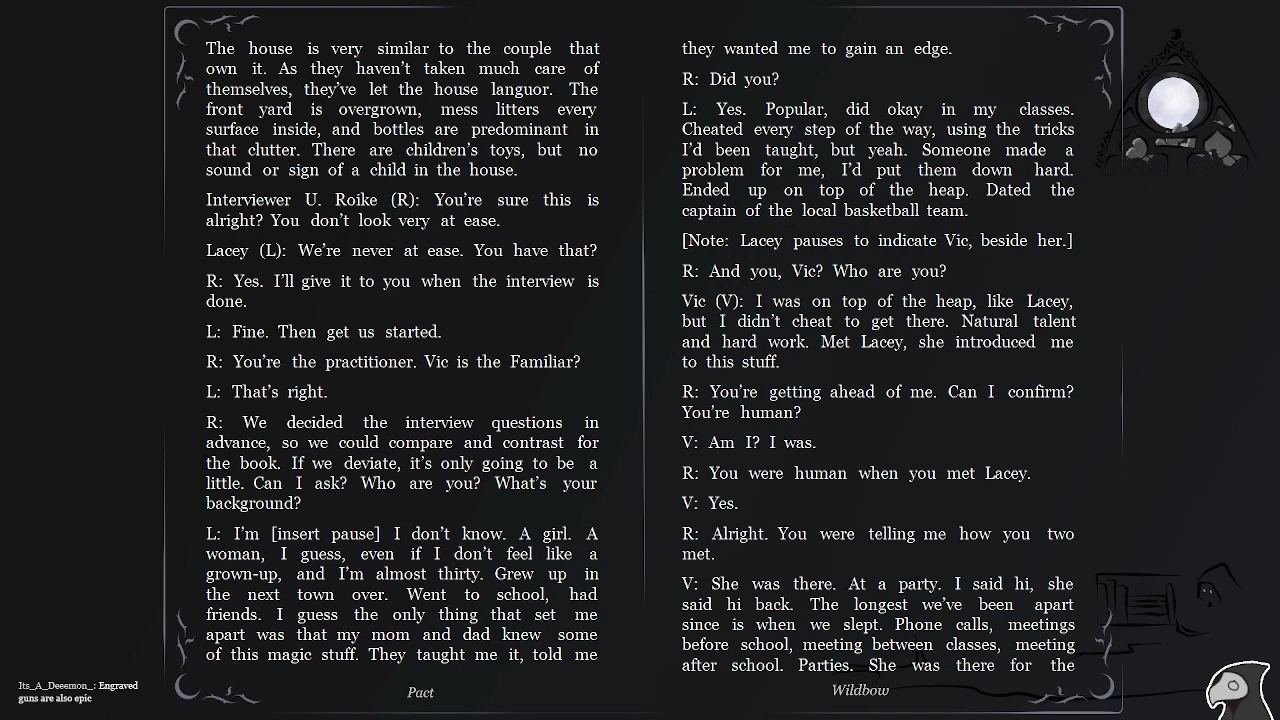 The house is very similar to the couple that
own it. As they haven't taken much care of
themselves, they've let the house languor. The
front yard is overgrown, mess litters every
surface inside, and bottles are predominant in
that clutter. There are children's toys, but no
sound or sign of a child in the house.
Interviewer U. Roike (R): You're sure this is
alright? You don't look very at ease.
Lacey (L): We're never at ease. You have that?
R: Yes. I'll give it to you when the interview is
done.
L: Fine. Then get us started.
R: You're the practitioner. Vic is the Familiar?
L: That's right.
R: We decided the interview questions in
advance, so we could compare and contrast for
the book. If we deviate, it's only going to be a
little. Can I ask? Who are you? What's your
background?
L: I'm [insert pause] I don't know. A girl. A
woman, I guess, even if I don't feel like a
grown-up, and I'm almost thirty. Grew up in
the next town over. Went to school, had
friends. I guess the only thing that set me
apart was that my mom and dad knew some
of this magic stuff. They taught me it, told me
they wanted me to gain an edge.
R: Did you?
L: Yes. Popular, did okay in my classes.
Cheated every step of the way, using the tricks
I'd been taught, but yeah. Someone made a
problem for me, I'd put them down hard.
Ended up on top of the heap. Dated the
captain of the local basketball team.
[Note: Lacey pauses to indicate Vic, beside her.]
R: And you, Vic? Who are you?
Vic (V): I was on top of the heap, like Lacey,
but I didn't cheat to get there. Natural talent
and hard work. Met Lacey, she introduced me
to this stuff.
R: You're getting ahead of me. Can I confirm?
You're human?
V: Am I? I was.
R: You were human when you met Lacey.
V: Yes.
R: Alright. You were telling me how you two
met.
V: She was there. At a party. I said hi, she
said hi back. The longest we've been apart
since is when we slept. Phone calls, meetings
before school, meeting between classes, meeting
after school. Parties. She was there for the
Its_A_Deeemon_: Engraved
guns are also epic
Pact
Wildbow